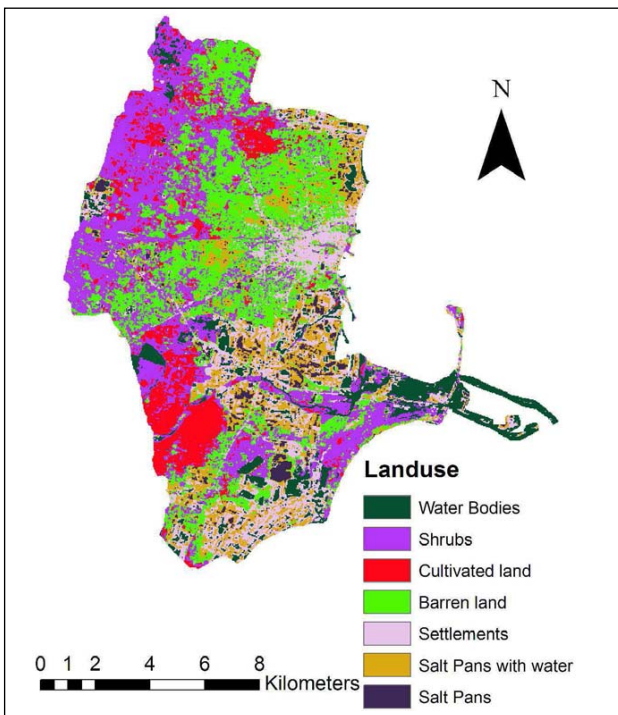 N
Landuse
Water Bodies
Shrubs
Cultivated land
Barren land
Settlements
Salt Pans with water
Salt Pans
0 1 2 4 6 8
Kilometers